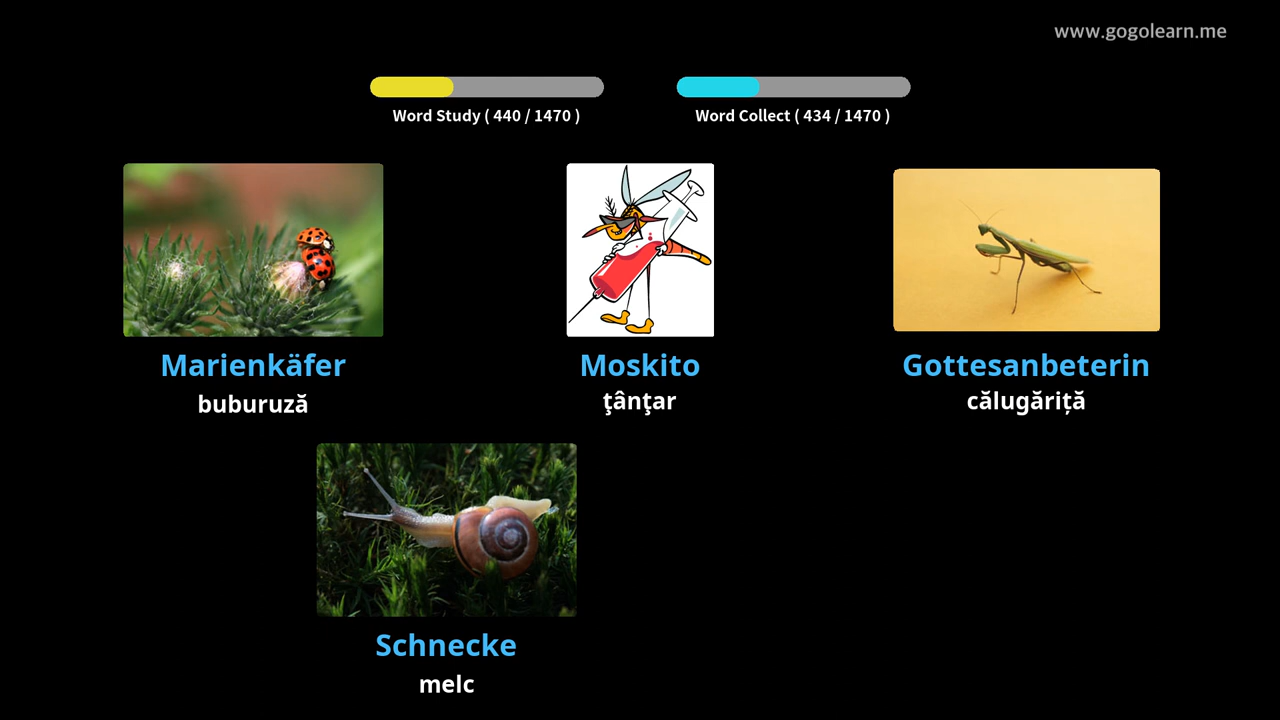 www.gogolearn.me
Word Study ( 440 / 1470 )
Word Collect ( 434 / 1470 )
Marienkäfer
buburuză
Moskito
ţânţar
Gottesanbeterin
călugăriță
Schnecke
melc